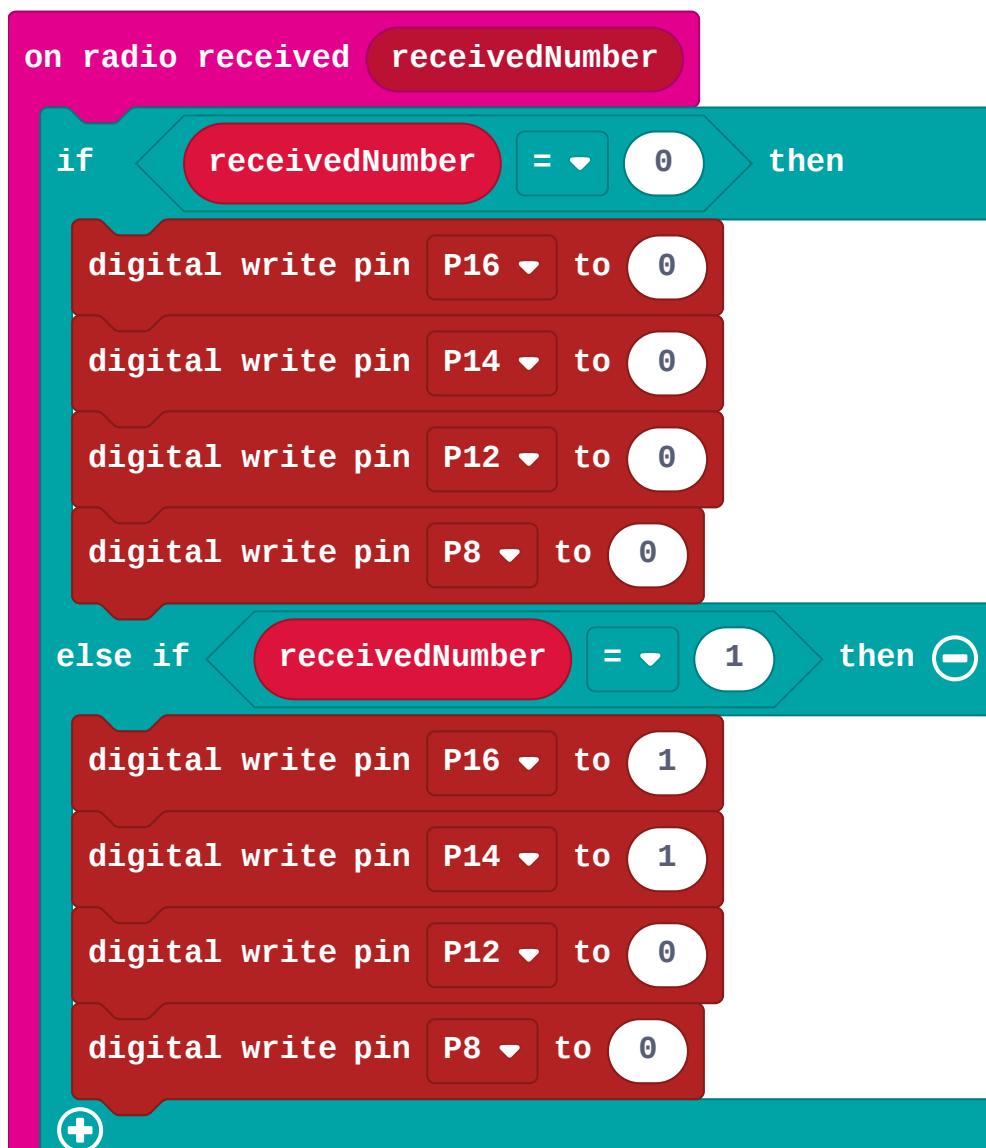 on radio received receivedNumber
if receivedNumber = 0 then
digital write pin P16 to 0
digital write pin P14 to 0
digital write pin P12 to 0
digital write pin P8 to 0
else if receivedNumber = 1 then
digital write pin P16 to 1
digital write pin P14 to 1
digital write pin P12 to 0
digital write pin P8 to 0